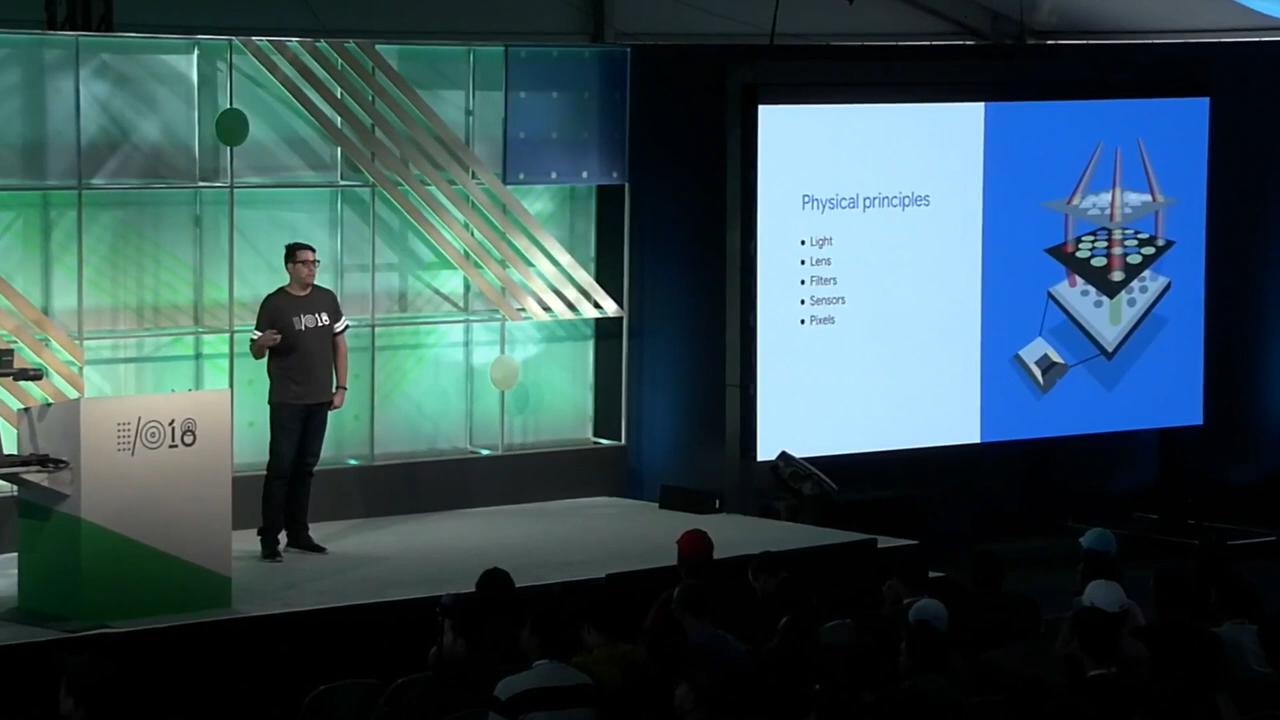 I/O18
I/O18
Physical principles
• Light
• Lens
• Filters
• Sensors
• Pixels